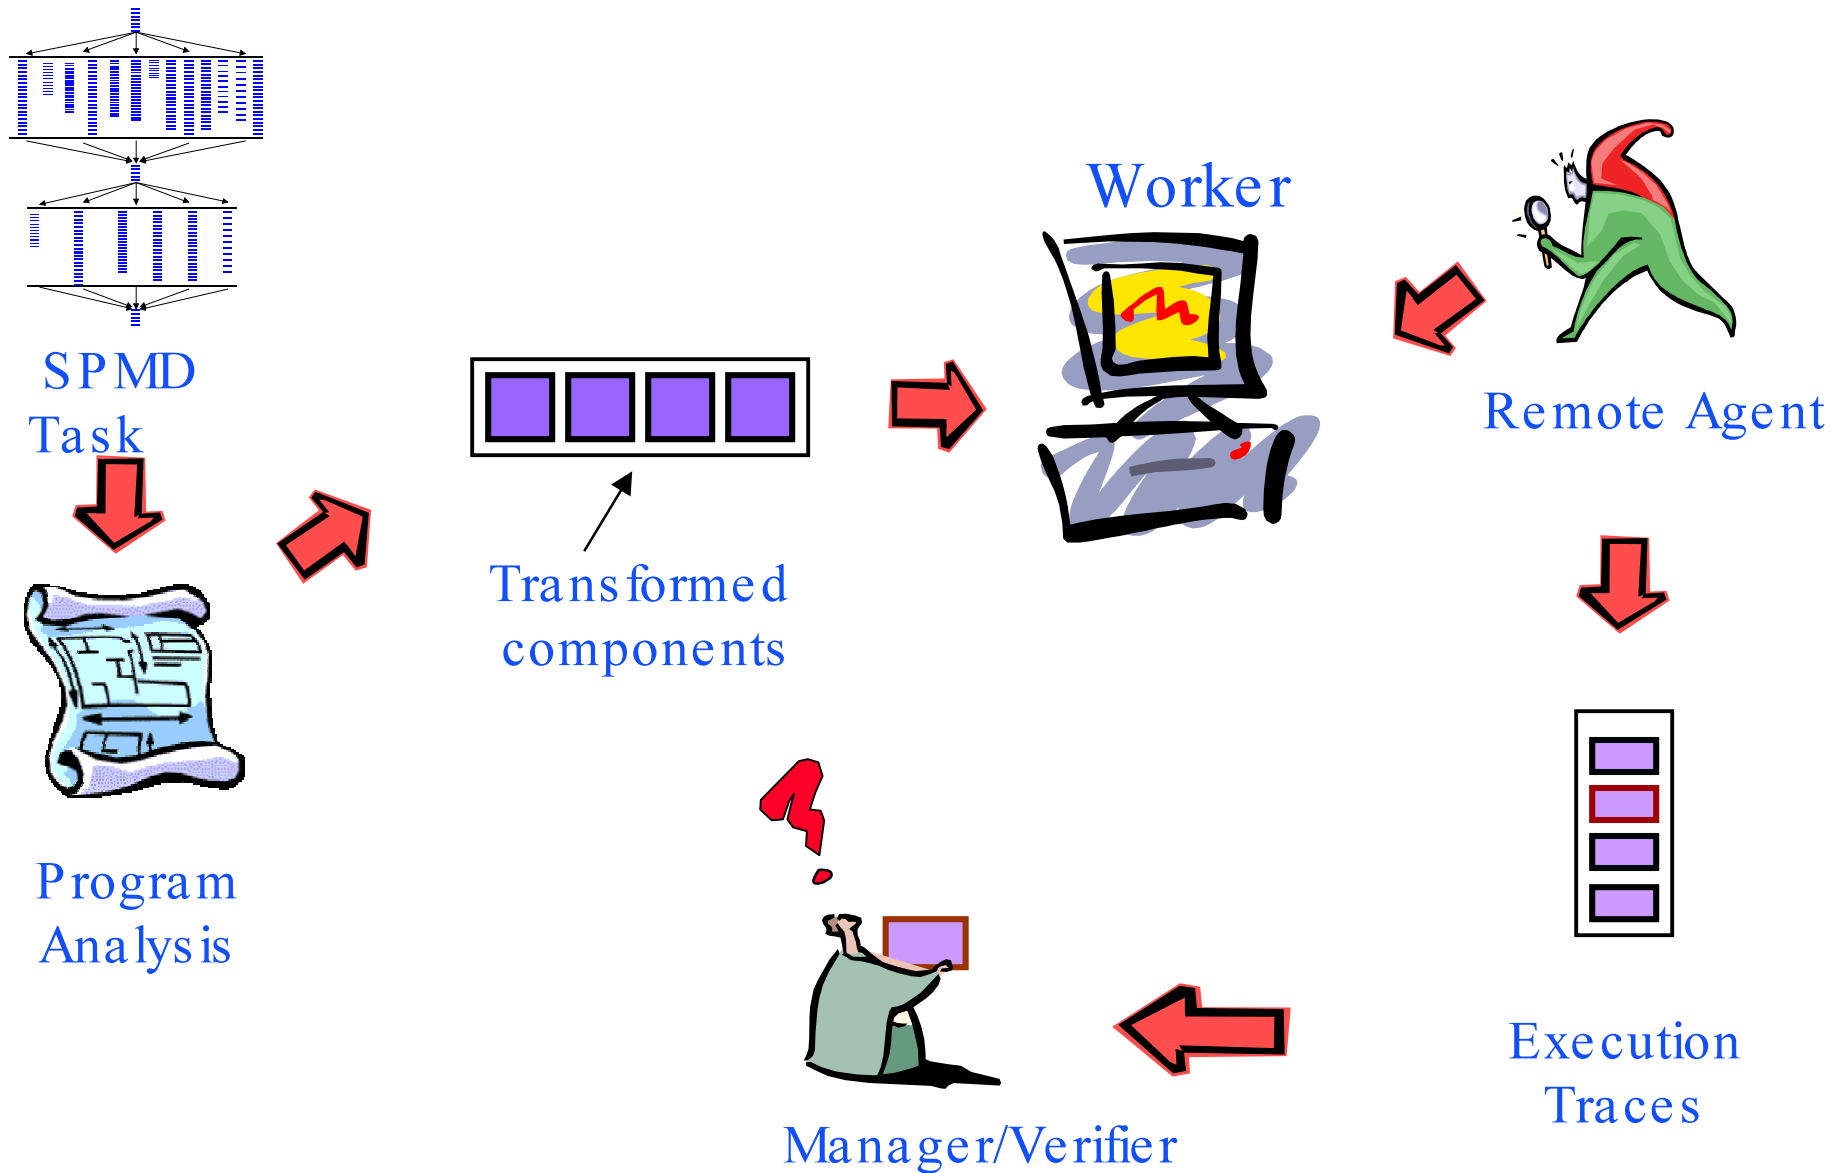 SPMD
Task
Program
Analysis
Transformed
components
Worker
Remote Agent
Execution
Traces
Manager/Verifier